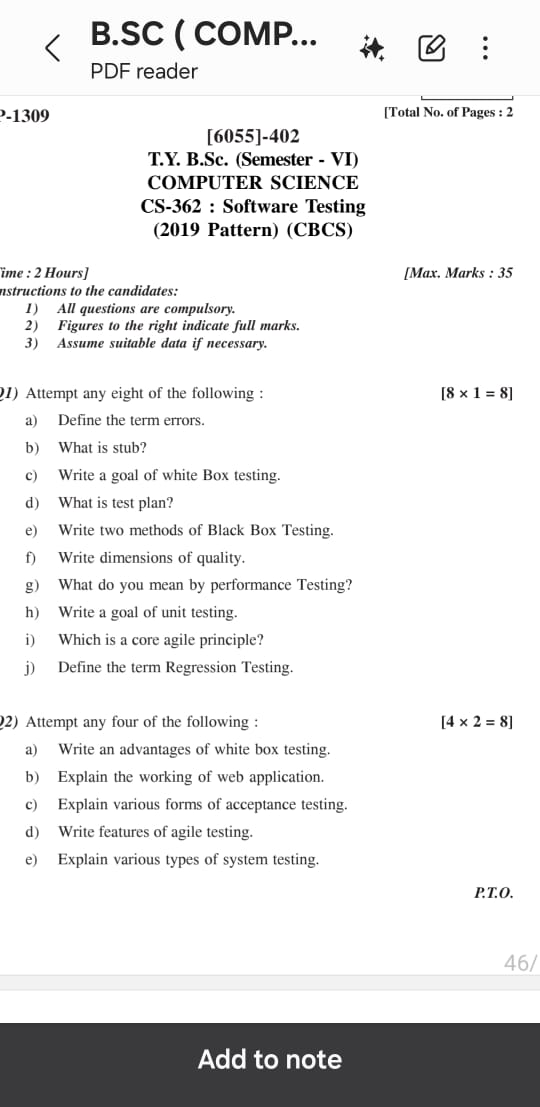 B.SC ( COMP...
PDF reader
P-1309
[Total No. of Pages : 2
[6055]-402
T.Y. B.Sc. (Semester - VI)
COMPUTER SCIENCE
CS-362 : Software Testing
(2019 Pattern) (CBCS)
Time : 2 Hours]
[Max. Marks : 35
Instructions to the candidates:
1) All questions are compulsory.
2) Figures to the right indicate full marks.
3) Assume suitable data if necessary.
Q1) Attempt any eight of the following :
[8 × 1 = 8]
a) Define the term errors.
b) What is stub?
c) Write a goal of white Box testing.
d) What is test plan?
e) Write two methods of Black Box Testing.
f) Write dimensions of quality.
g) What do you mean by performance Testing?
h) Write a goal of unit testing.
i) Which is a core agile principle?
j) Define the term Regression Testing.
Q2) Attempt any four of the following :
[4 × 2 = 8]
a) Write an advantages of white box testing.
b) Explain the working of web application.
c) Explain various forms of acceptance testing.
d) Write features of agile testing.
e) Explain various types of system testing.
P.T.O.
46/
Add to note